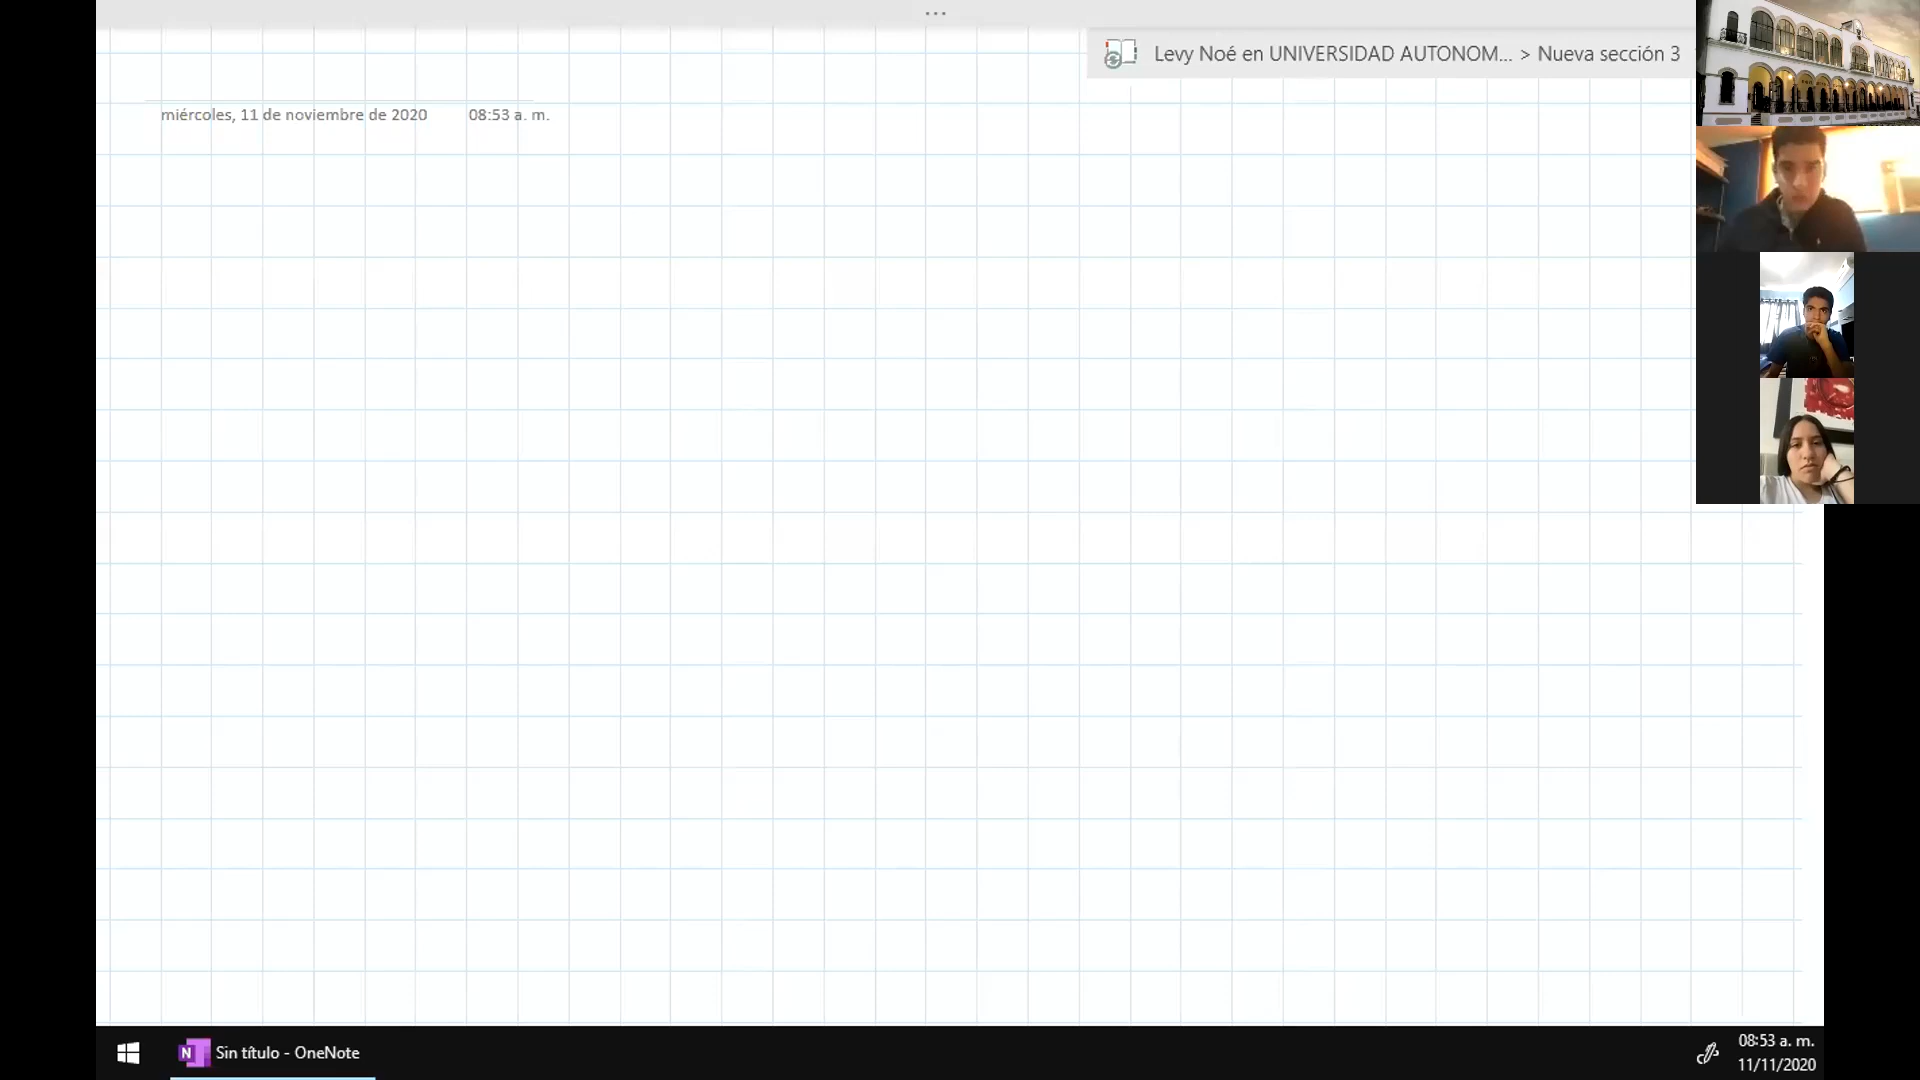 ...
Levy Noé en UNIVERSIDAD AUTONOM... > Nueva sección 3
miércoles, 11 de noviembre de 2020 08:53 a. m.
Sin título - OneNote
08:53 a. m.
11/11/2020